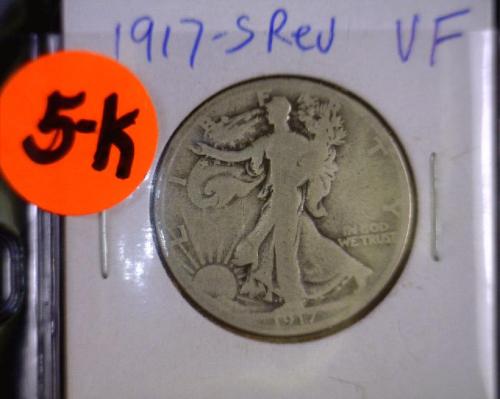 1917-S Rev VF
5-K
LIBERTY
IN GOD
WE TRUST
1917